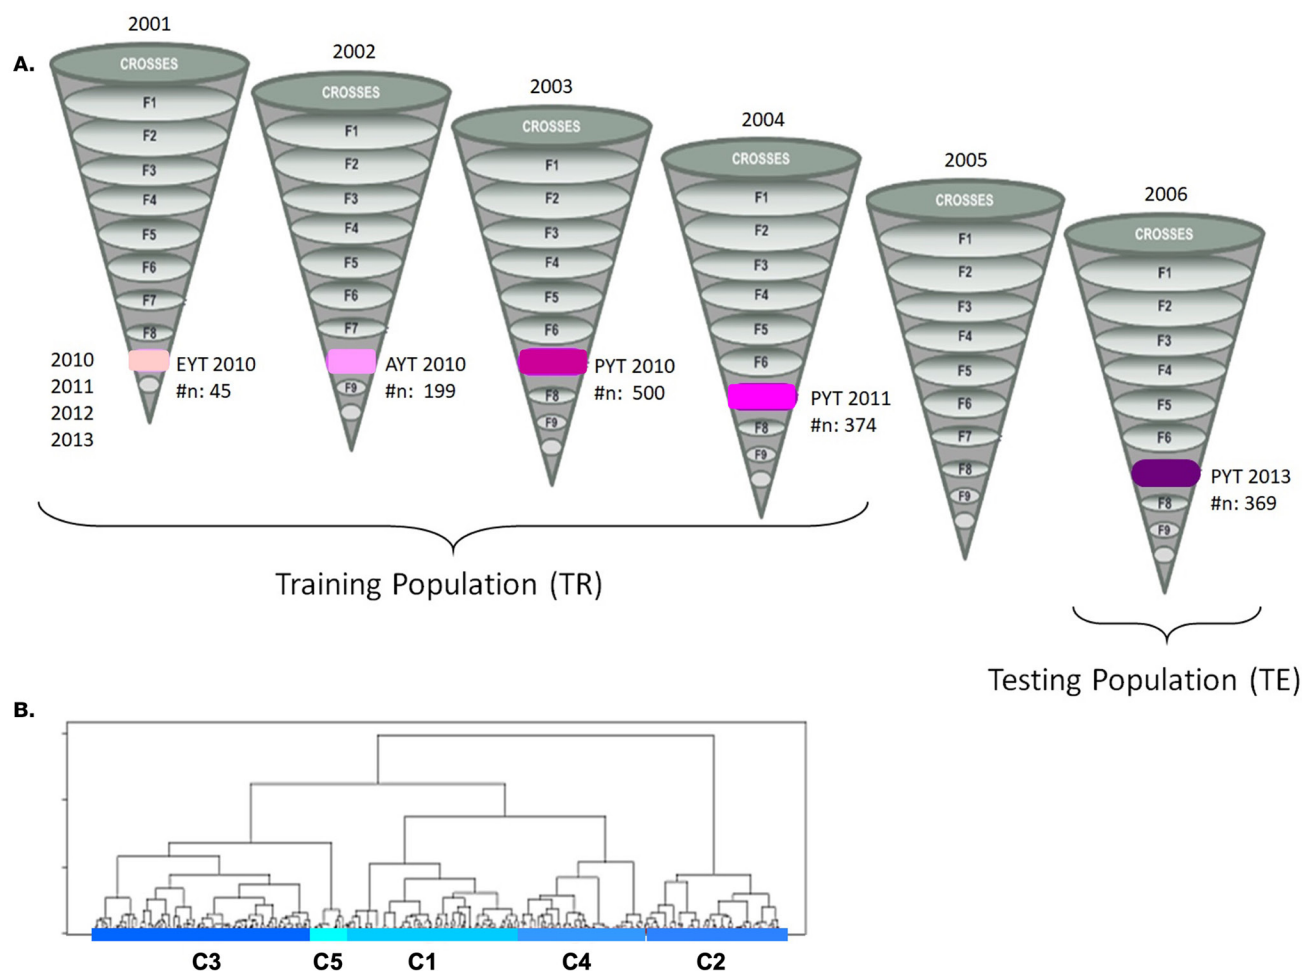 A.
2001
CROSSES
F1
F2
F3
F4
F5
F6
F7
F8
2010
2011
2012
2013
EYT 2010
#n: 45
2002
CROSSES
F1
F2
F3
F4
F5
F6
F7
AYT 2010
#n: 199
F9
2003
CROSSES
F1
F2
F3
F4
F5
F6
PYT 2010
#n: 500
F8
F9
2004
CROSSES
F1
F2
F3
F4
F5
F6
PYT 2011
#n: 374
F8
F9
2005
CROSSES
F1
F2
F3
F4
F5
F6
F7
F8
F9
2006
CROSSES
F1
F2
F3
F4
F5
F6
PYT 2013
#n: 369
F8
F9
Training Population (TR)
Testing Population (TE)
B.
C3 C5 C1 C4 C2